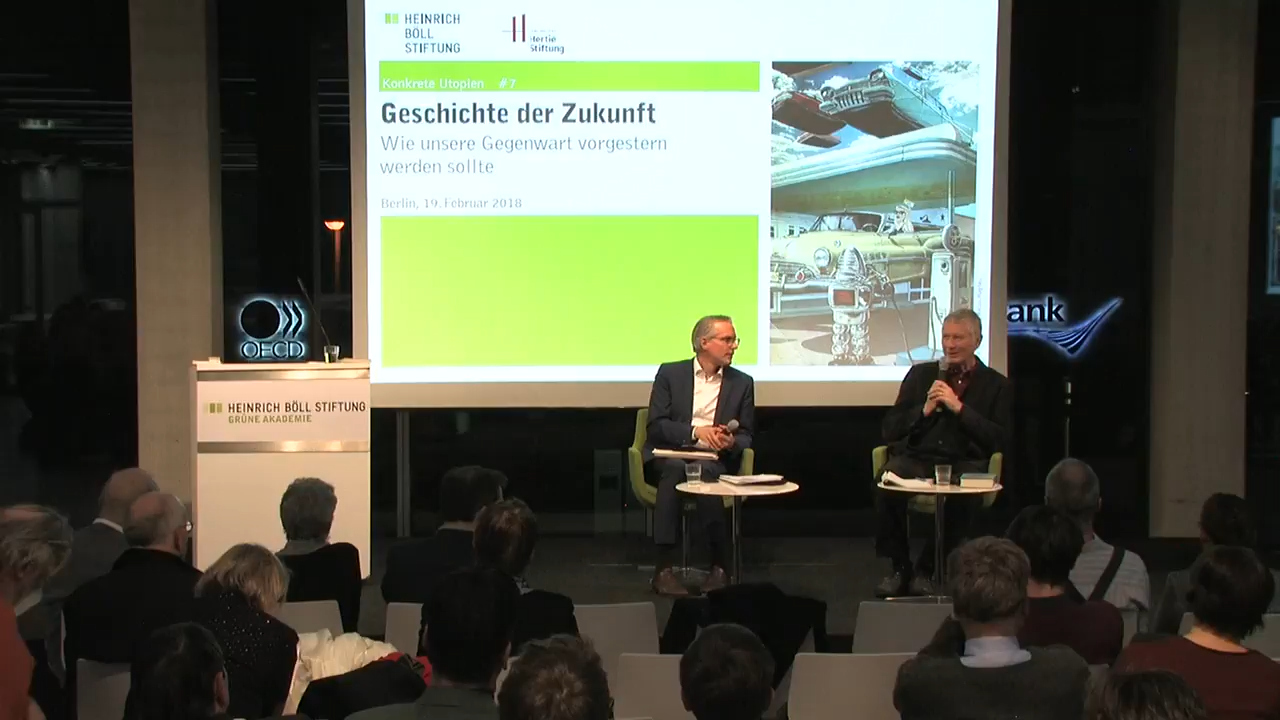 HEINRICH
BÖLL
STIFTUNG
Hertie
Stiftung
Konkrete Utopien #7
Geschichte der Zukunft
Wie unsere Gegenwart vorgestern
werden sollte
Berlin, 19. Februar 2018
OECD
ank
HEINRICH BÖLL STIFTUNG
GRÜNE AKADEMIE